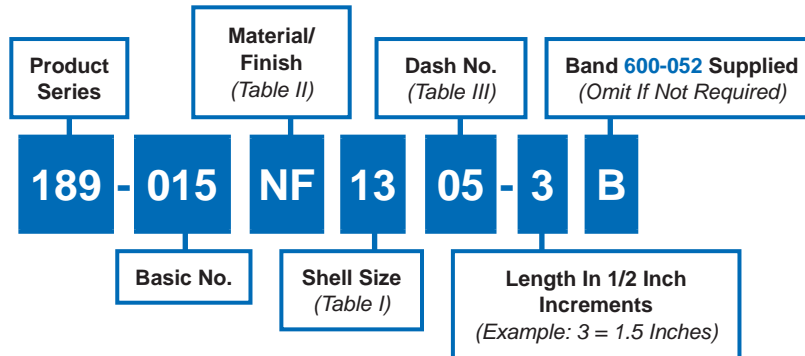 Product
Series
Material/
Finish
(Table II)
Dash No.
(Table III)
Band 600-052 Supplied
(Omit If Not Required)
189 - 015 NF 13 05 - 3 B
Basic No.
Shell Size
(Table I)
Length In 1/2 Inch
Increments
(Example: 3 = 1.5 Inches)